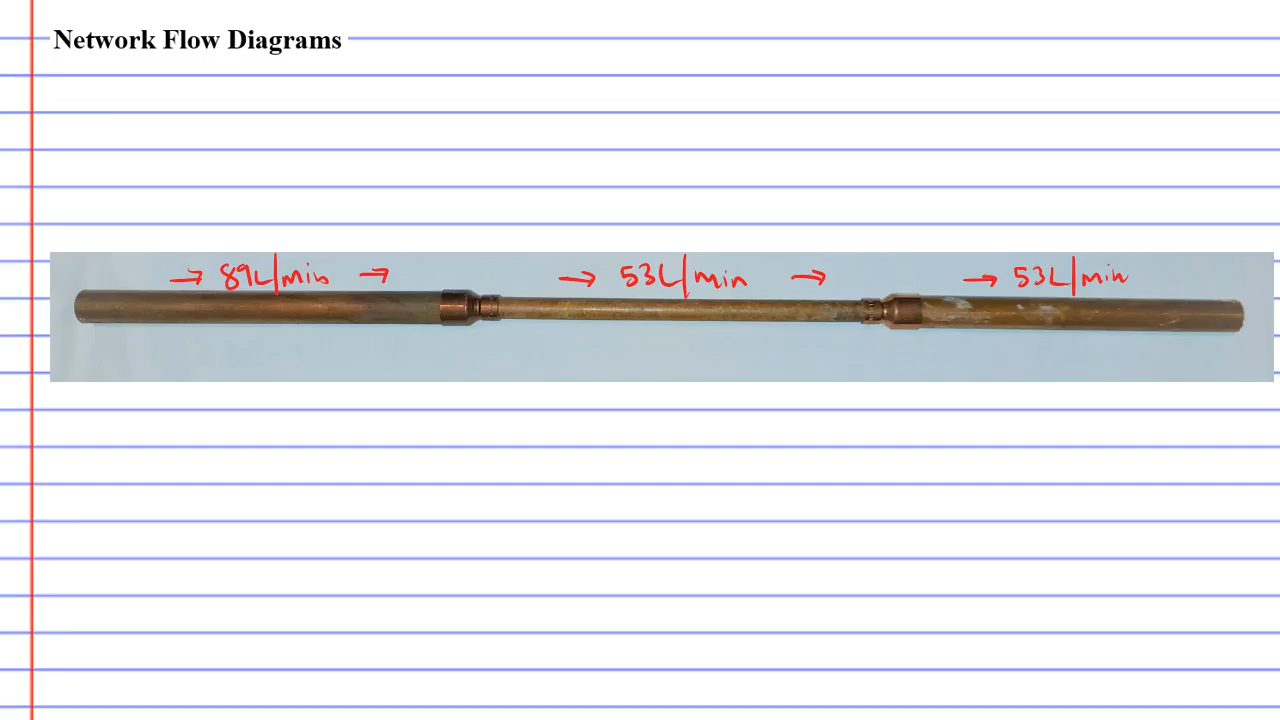 Network Flow Diagrams
→ 89L/min → → 53L/min → → 53L/min